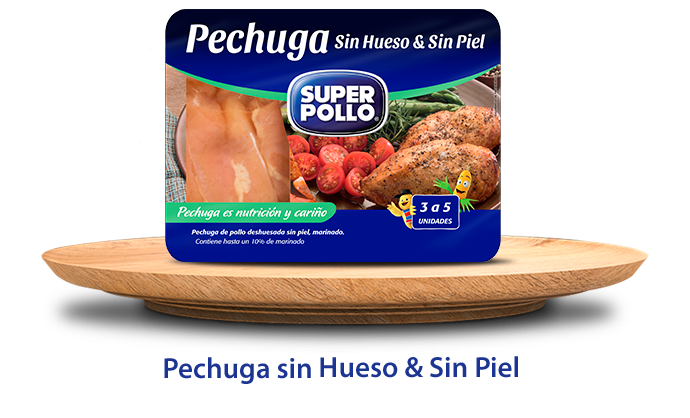 Pechuga Sin Hueso & Sin Piel
SUPER
POLLO
Pechuga es nutrición y cariño
3 a 5
UNIDADES
Pechuga de pollo deshuesada sin piel, marinado.
Contiene hasta un 10% de marinado
Pechuga sin Hueso & Sin Piel